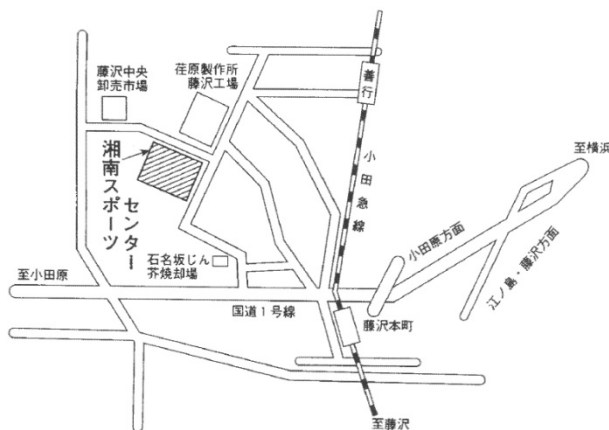 藤沢中央
卸売市場
荏原製作所
藤沢工場
善行
小田急線
至横浜
湘南スポーツ
センター
石名坂じん
芥焼却場
小田原方面
江ノ島・藤沢方面
至小田原
国道1号線
藤沢本町
至藤沢